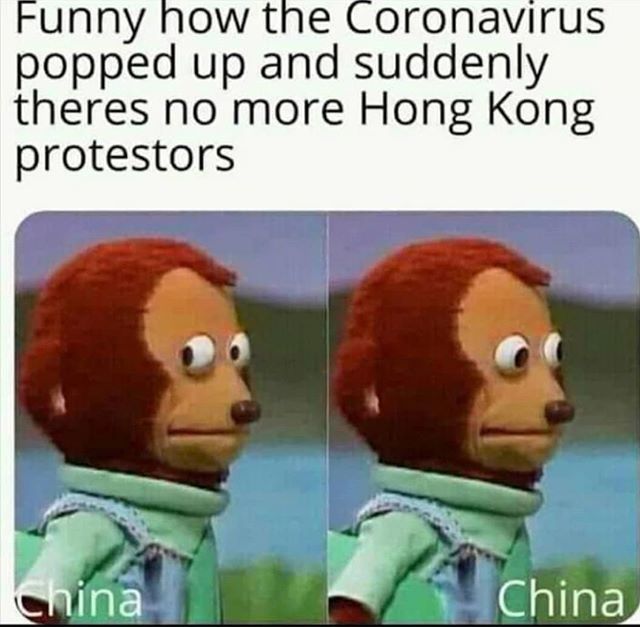 Funny how the Coronavirus
popped up and suddenly
theres no more Hong Kong
protestors
China
China